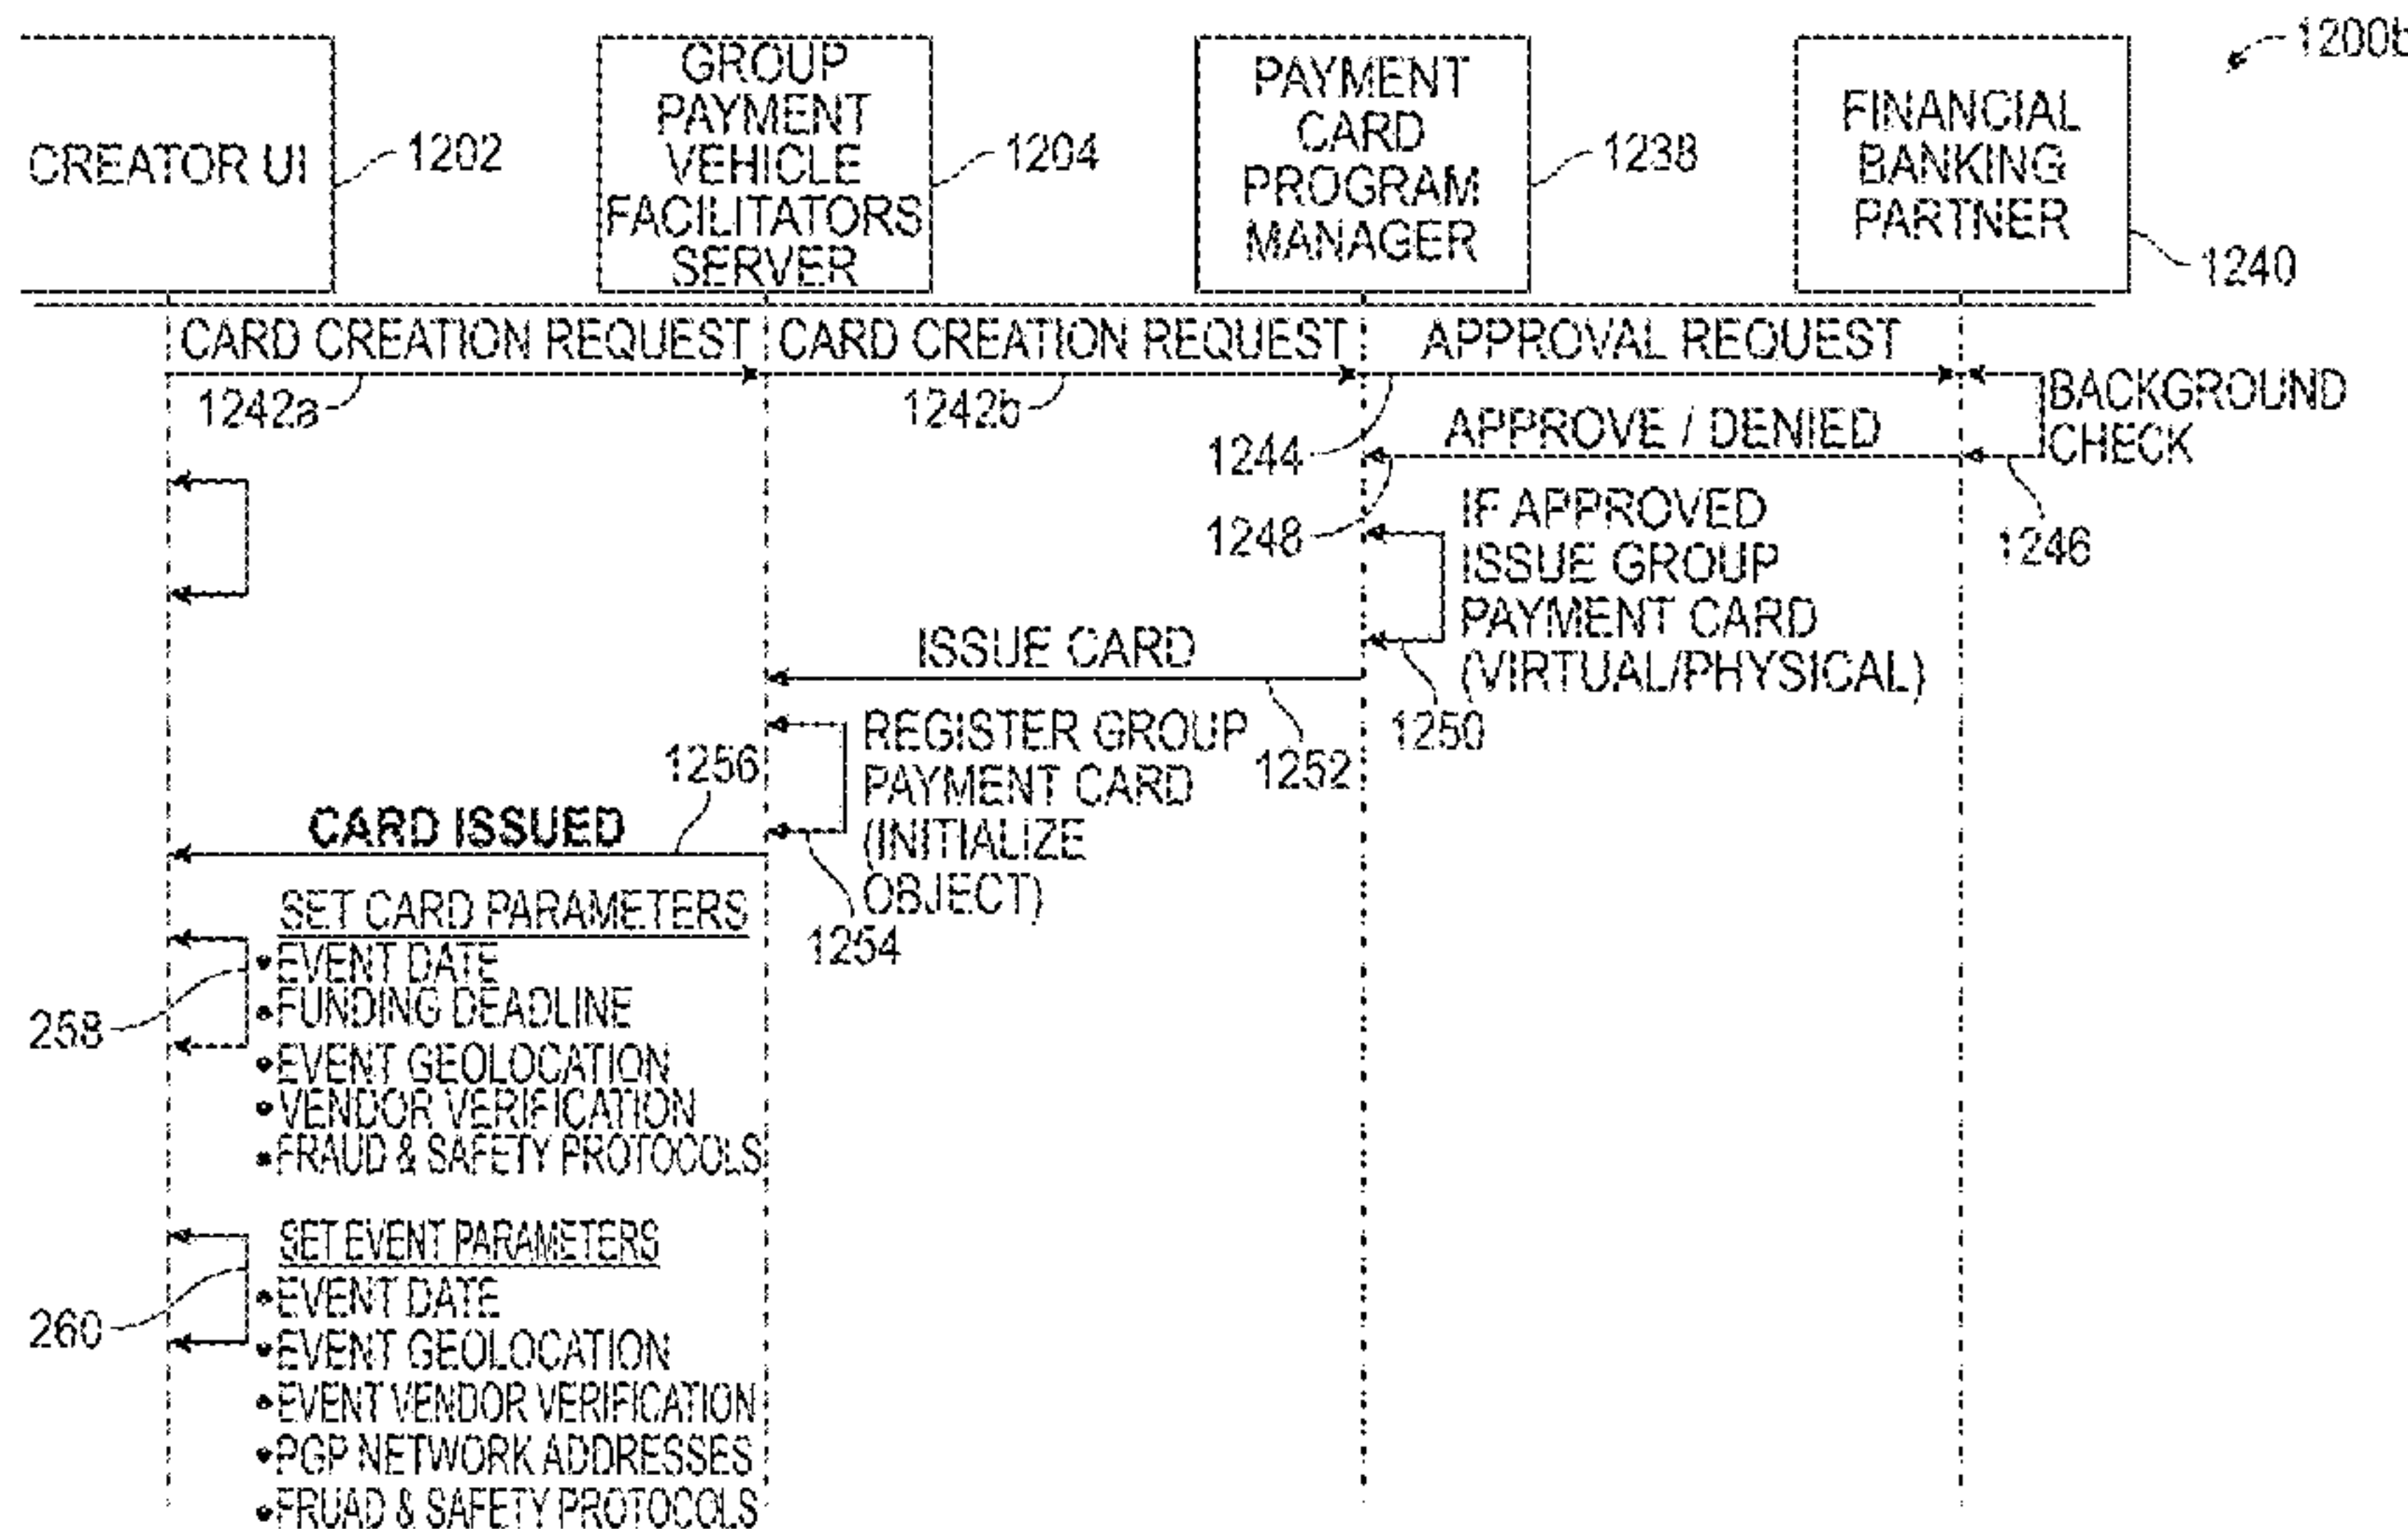 1200b
CREATOR UI
1202
GROUP
PAYMENT
VEHICLE
FACILITATORS
SERVER
1204
PAYMENT
CARD
PROGRAM
MANAGER
1238
FINANCIAL
BANKING
PARTNER
1240
CARD CREATION REQUEST
1242a
CARD CREATION REQUEST
1242b
APPROVAL REQUEST
1244
BACKGROUND
CHECK
1246
APPROVE / DENIED
1248
IF APPROVED
ISSUE GROUP
PAYMENT CARD
(VIRTUAL/PHYSICAL)
1250
ISSUE CARD
1252
REGISTER GROUP
PAYMENT CARD
(INITIALIZE
OBJECT)
1254
1256
CARD ISSUED
SET CARD PARAMETERS
•EVENT DATE
•FUNDING DEADLINE
•EVENT GEOLOCATION
•VENDOR VERIFICATION
•FRAUD & SAFETY PROTOCOLS
258
SET EVENT PARAMETERS
•EVENT DATE
•EVENT GEOLOCATION
•EVENT VENDOR VERIFICATION
•PGP NETWORK ADDRESSES
•FRUAD & SAFETY PROTOCOLS
260